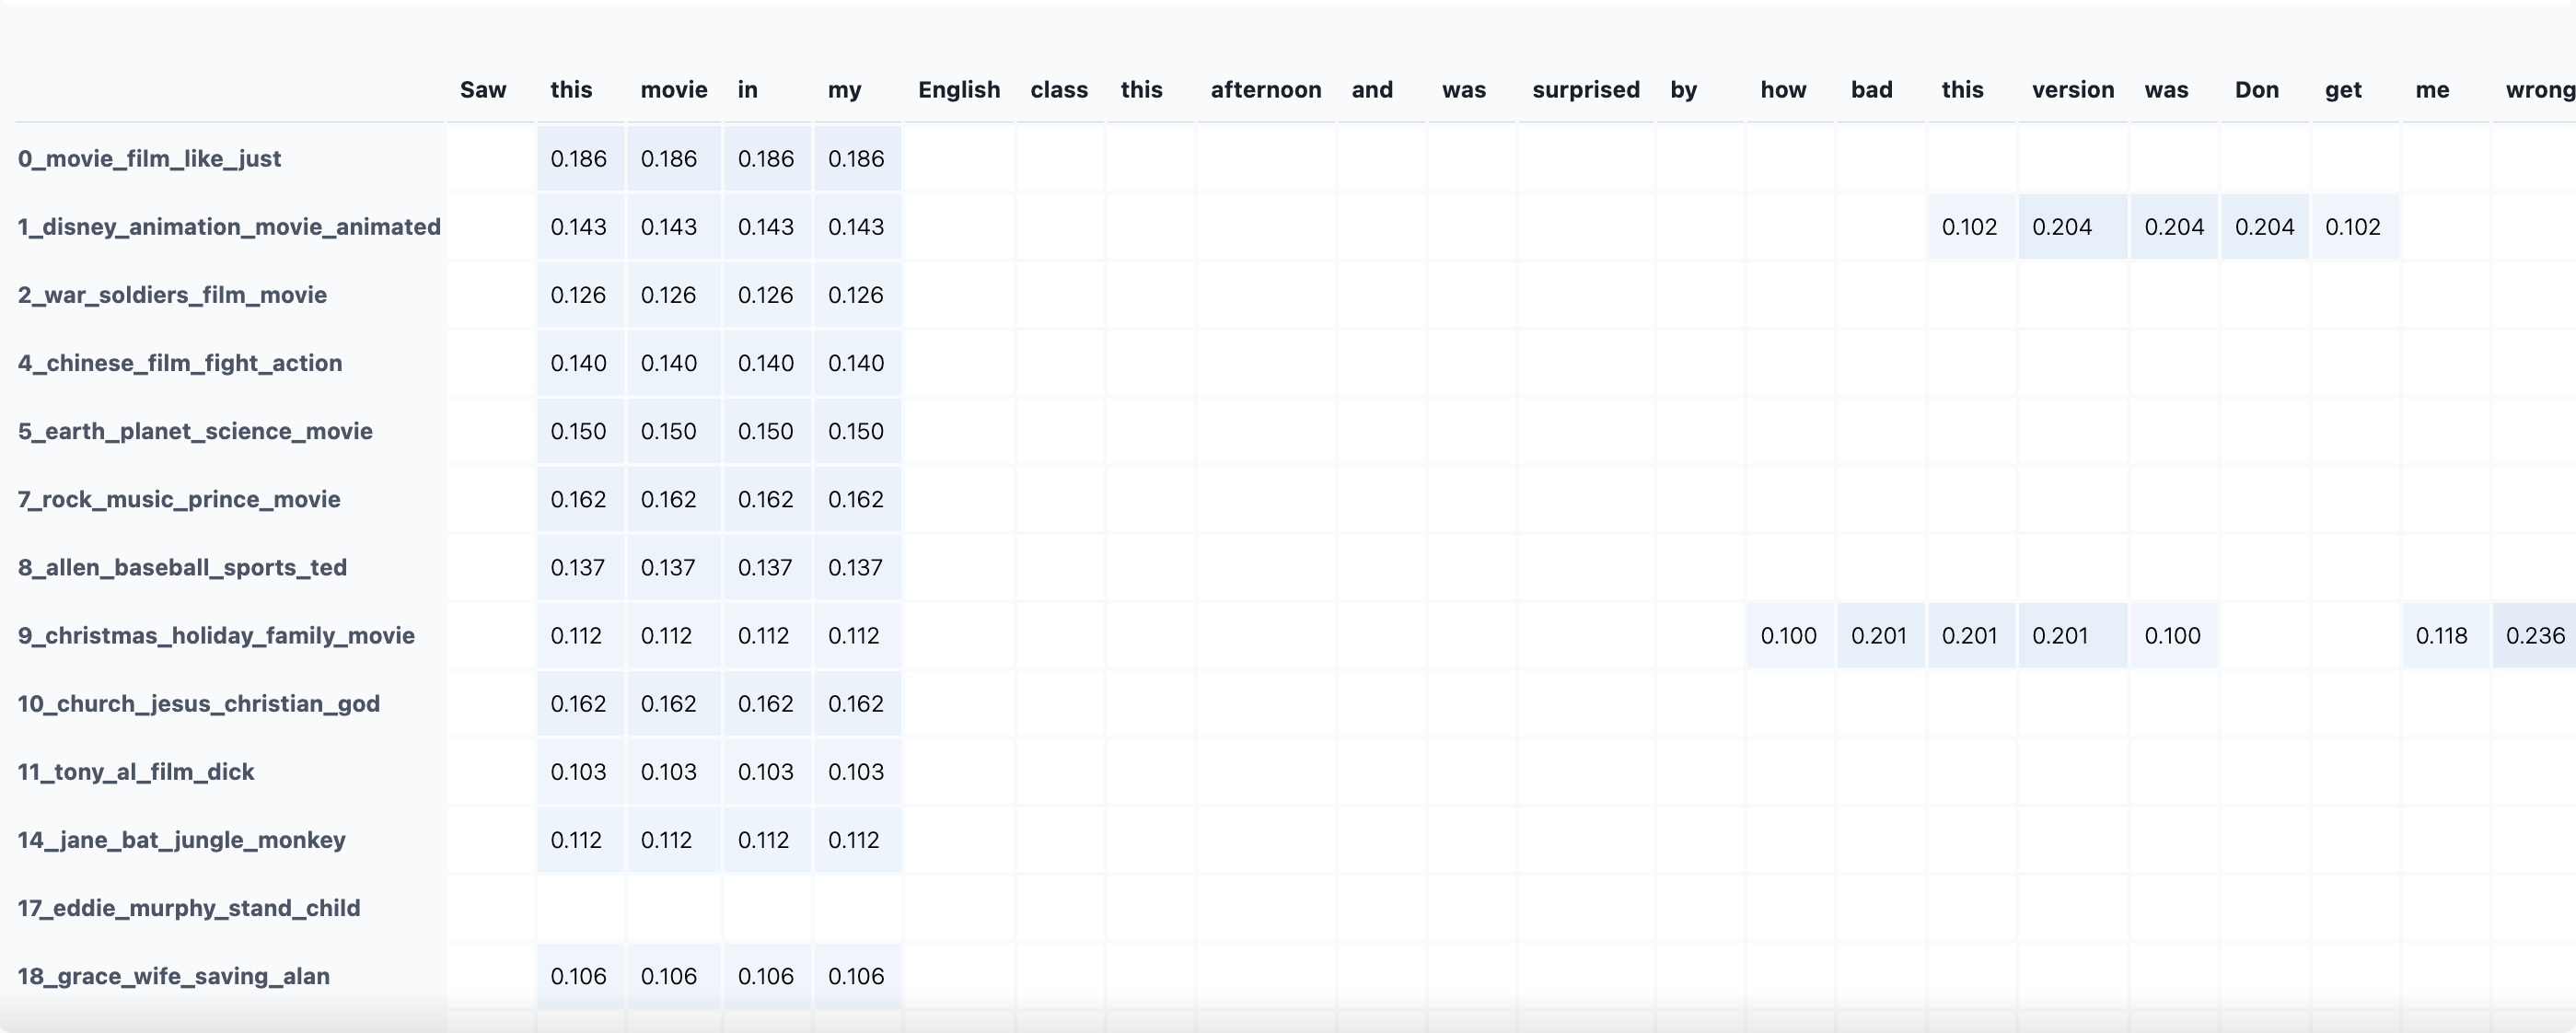 Saw this movie in my English class this afternoon and was surprised by how bad this version was Don get me wrong
0_movie_film_like_just 0.186 0.186 0.186 0.186
1_disney_animation_movie_animated 0.143 0.143 0.143 0.143 0.102 0.204 0.204 0.204 0.102
2_war_soldiers_film_movie 0.126 0.126 0.126 0.126
4_chinese_film_fight_action 0.140 0.140 0.140 0.140
5_earth_planet_science_movie 0.150 0.150 0.150 0.150
7_rock_music_prince_movie 0.162 0.162 0.162 0.162
8_allen_baseball_sports_ted 0.137 0.137 0.137 0.137
9_christmas_holiday_family_movie 0.112 0.112 0.112 0.112 0.100 0.201 0.201 0.201 0.100 0.118 0.236
10_church_jesus_christian_god 0.162 0.162 0.162 0.162
11_tony_al_film_dick 0.103 0.103 0.103 0.103
14_jane_bat_jungle_monkey 0.112 0.112 0.112 0.112
17_eddie_murphy_stand_child
18_grace_wife_saving_alan 0.106 0.106 0.106 0.106